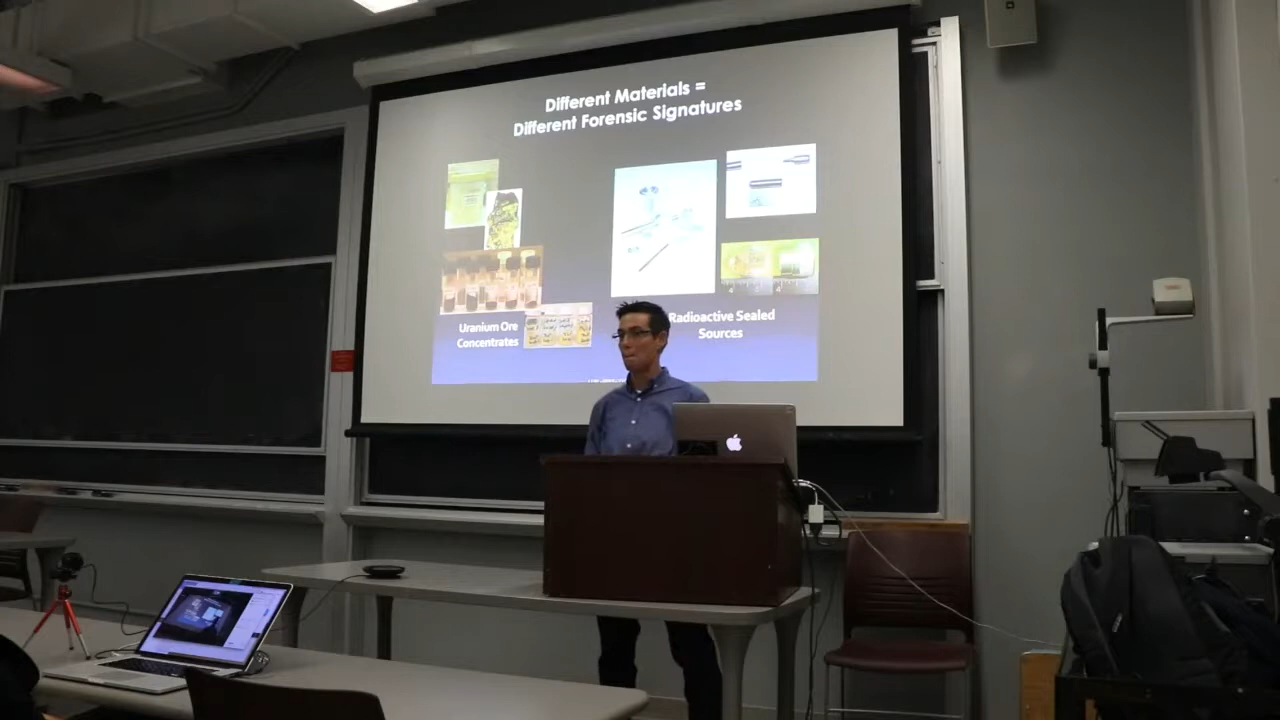 Different Materials =
Different Forensic Signatures
Uranium Ore
Concentrates
Radioactive Sealed
Sources